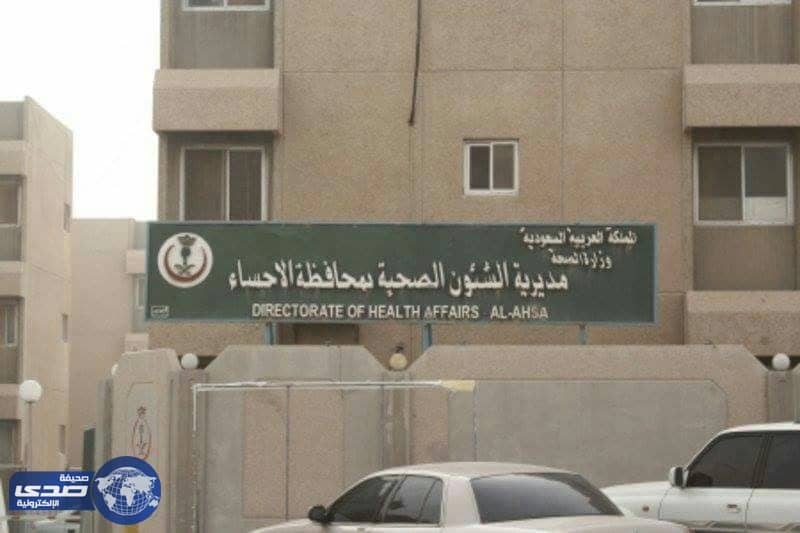 المملكة العربية السعودية
وزارة الصحة
مديرية الشئون الصحية بمحافظة الاحساء
DIRECTORATE OF HEALTH AFFAIRS AL-AHSA
صحيفة
صدى
الإلكترونية